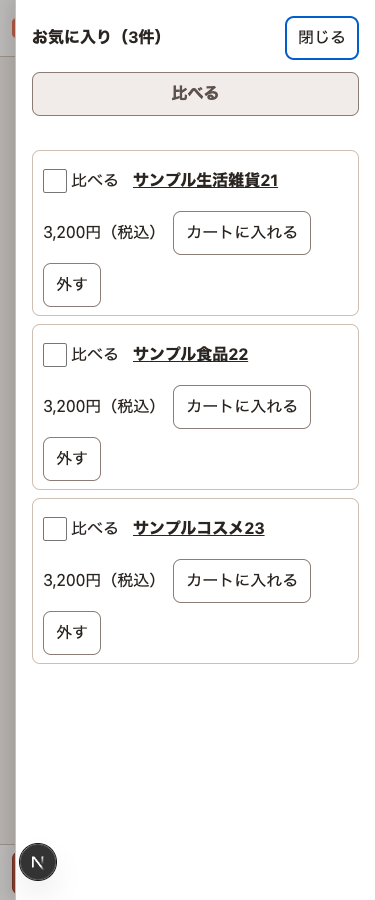 お気に入り（3件）
閉じる
比べる
比べる サンプル生活雑貨21
3,200円（税込） カートに入れる
外す
比べる サンプル食品22
3,200円（税込） カートに入れる
外す
比べる サンプルコスメ23
3,200円（税込） カートに入れる
外す
N